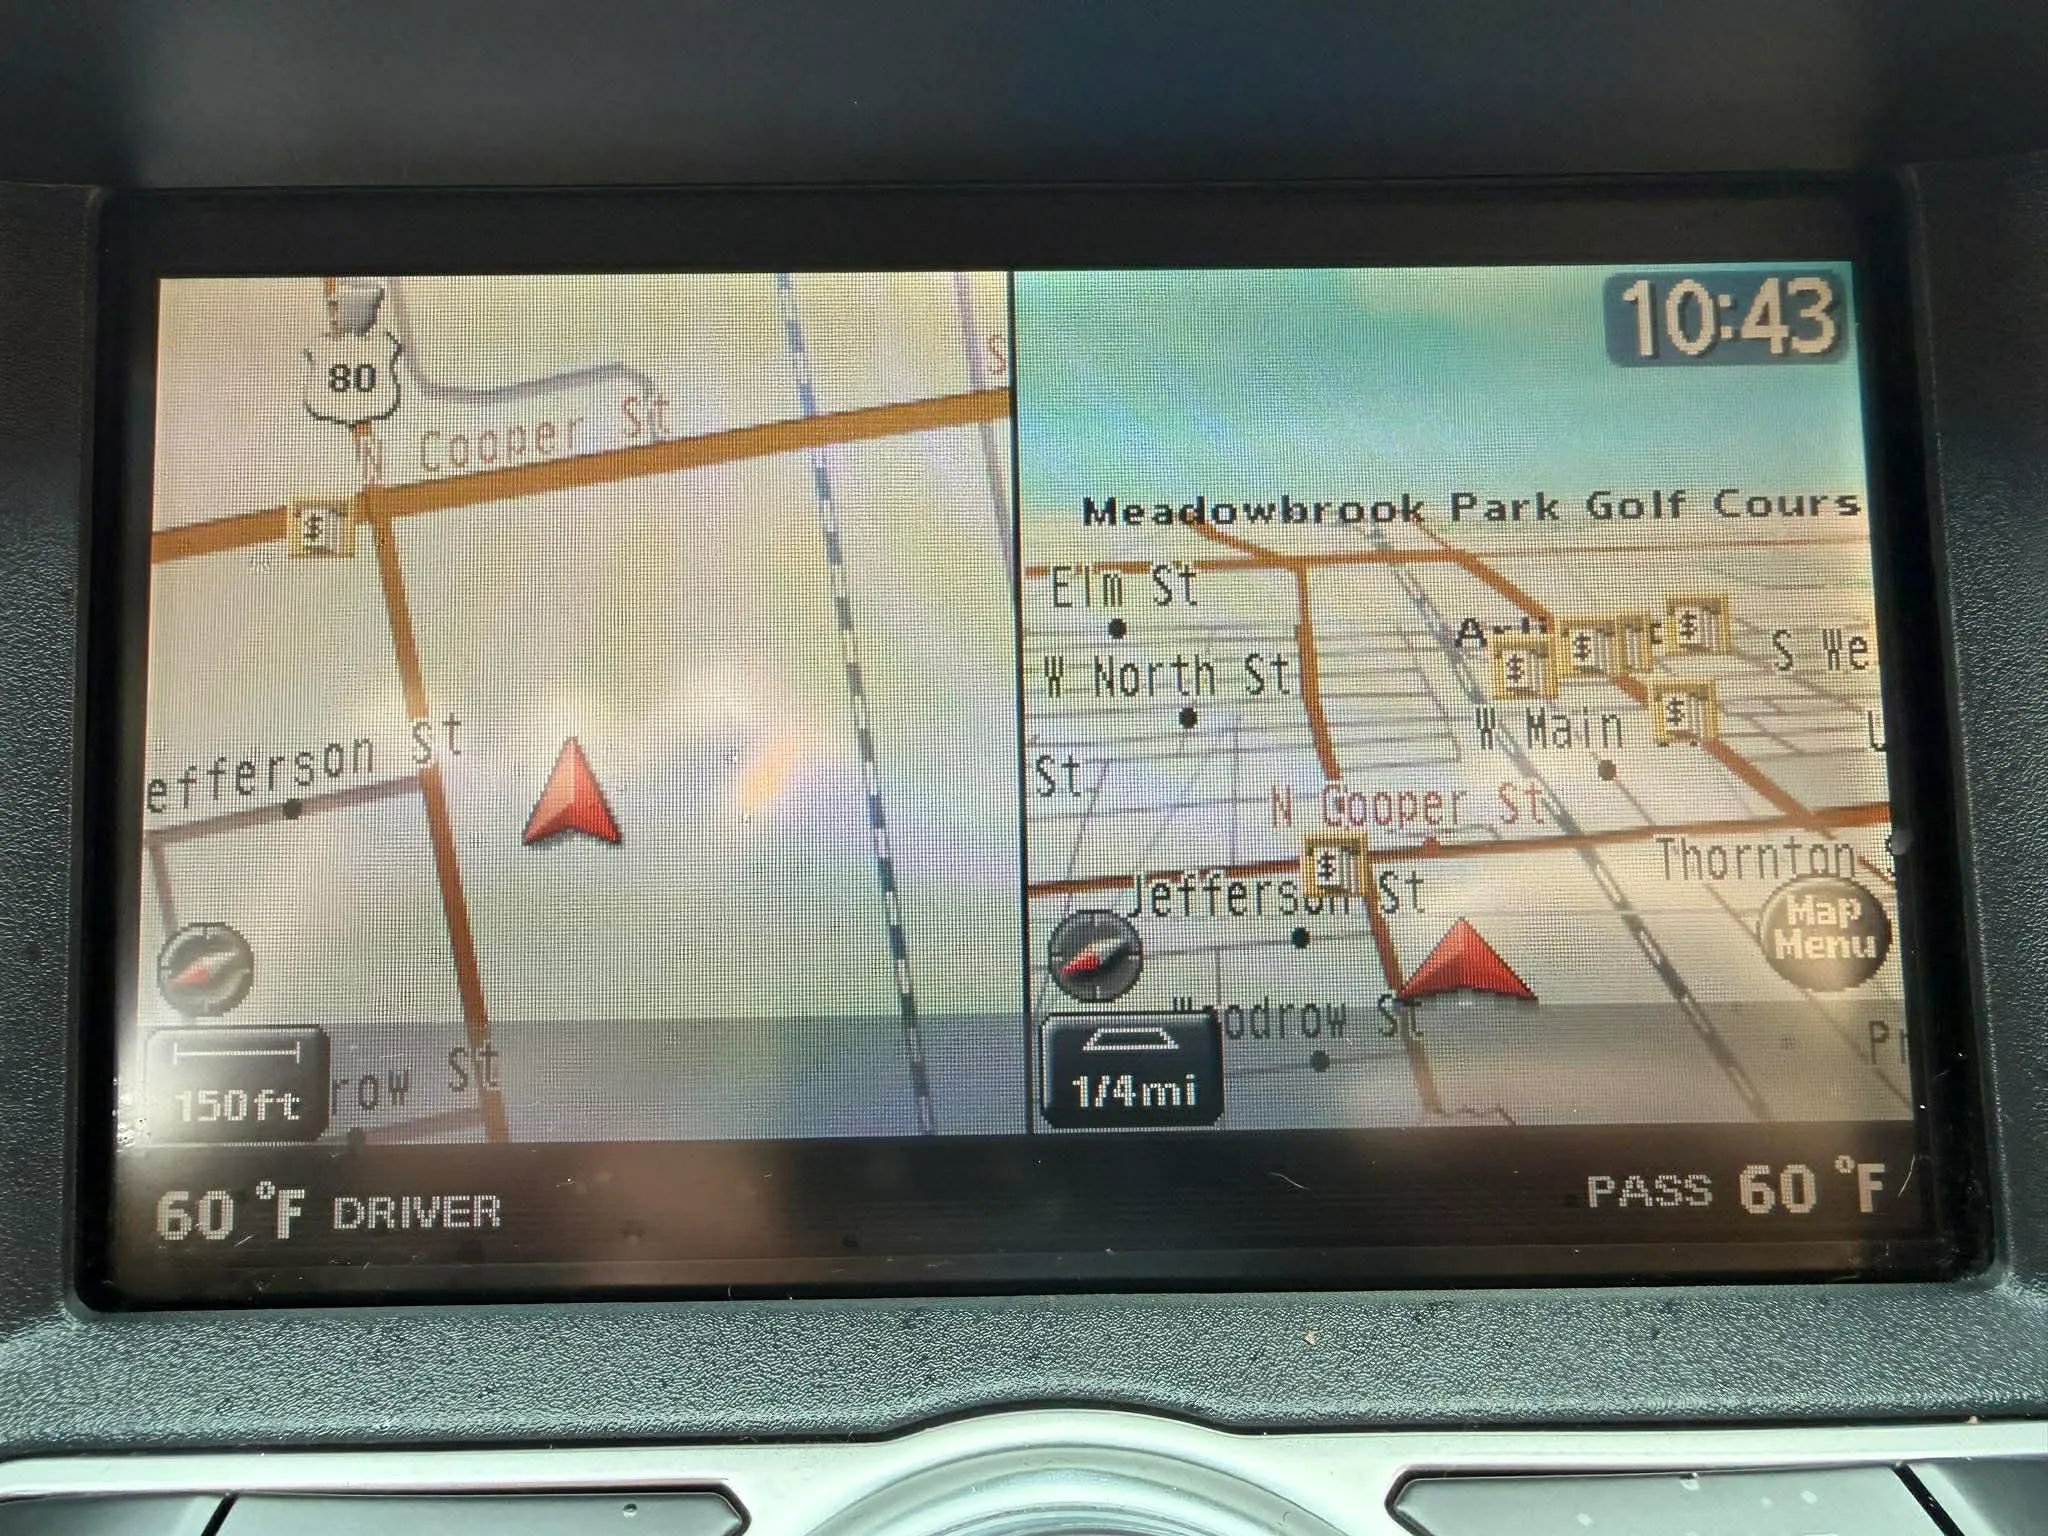 80
N Cooper St
$
efferson St
row St
150ft
S
10:43
Meadowbrook Park Golf Cours
Elm St
$
$
$
S We
W North St
$
W Main
St
N Cooper St
Thornton
$
Jefferson St
Map
Menu
Woodrow St
1/4mi
60 °F DRIVER
PASS 60 °F